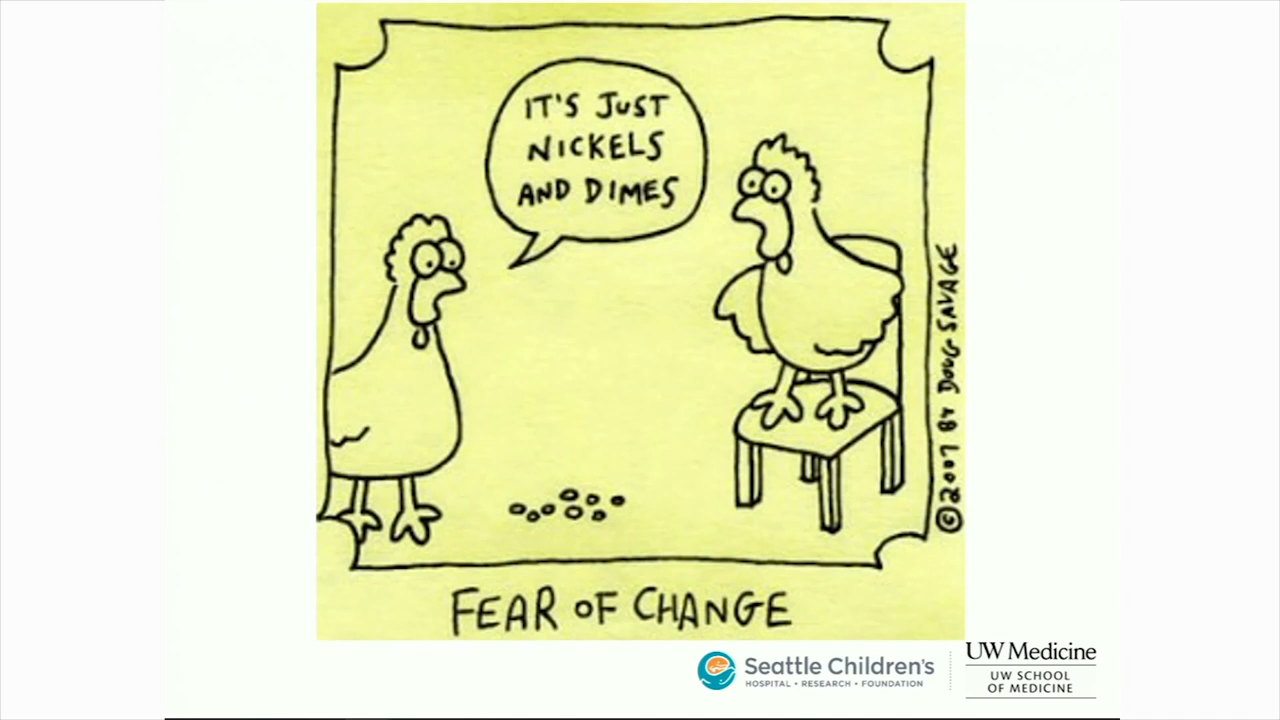 IT'S JUST
NICKELS
AND DIMES
©2007 BY DOUG SAVAGE
FEAR OF CHANGE
Seattle Children's
HOSPITAL • RESEARCH • FOUNDATION
UW Medicine
UW SCHOOL
OF MEDICINE